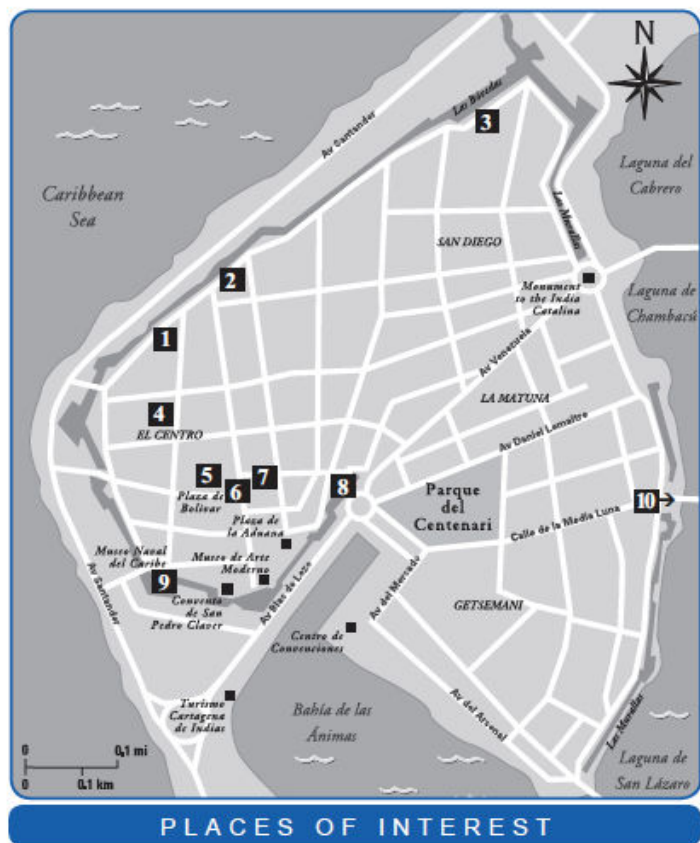 N
Las Bóvedas
3
Av Santander
Laguna del
Cabrero
Caribbean
Sea
Las Murallas
SAN DIEGO
2
Monument
to the India
Catalina
Laguna de
Chambacú
1
Av Venezuela
4
LA MATUNA
EL CENTRO
Av Daniel Lemaitre
5
7
6
8
Plaza de
Bolívar
Parque
del
Centenari
10
Plaza de
la Aduana
Calle de la Media Luna
Museo Naval
del Caribe
Museo de Arte
Moderno
9
Av Santander
Convento
de San
Pedro Claver
Av Blas de Lezo
Av del Mercado
GETSEMANI
Centro de
Convenciones
Turismo
Cartagena
de Indias
Bahía de las
Ánimas
Av del Arsenal
Las Murallas
0 0.1 mi
0 0.1 km
Laguna de
San Lázaro
PLACES OF INTEREST